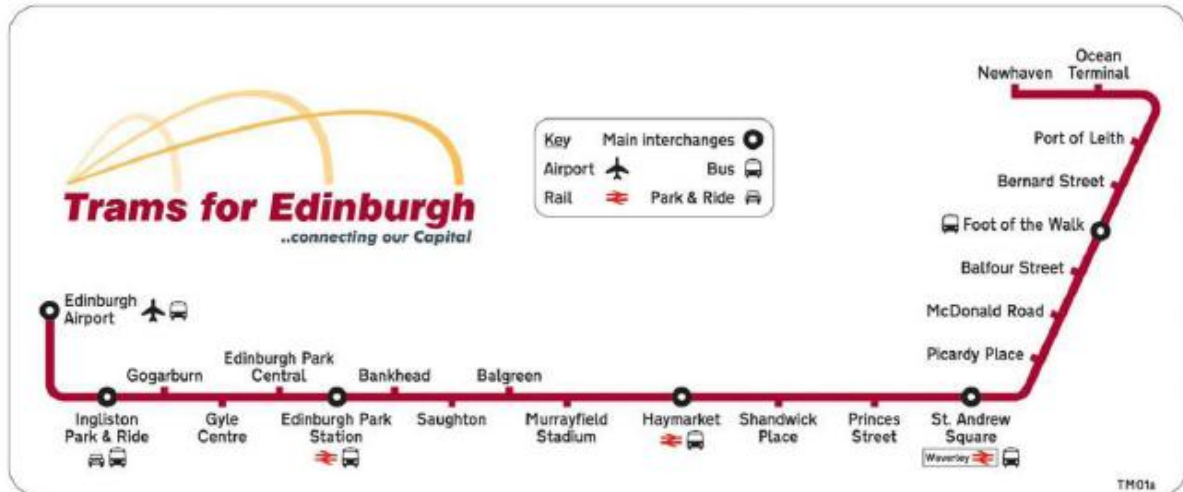 Ocean
Newhaven Terminal
Key Main interchanges
Airport Bus
Rail Park & Ride
Port of Leith
Bernard Street
Trams for Edinburgh
..connecting our Capital
Foot of the Walk
Balfour Street
Edinburgh
Airport
McDonald Road
Picardy Place
Edinburgh Park
Gogarburn Central Bankhead Balgreen
Ingliston Gyle Edinburgh Park Saughton Murrayfield Haymarket Shandwick Princes St. Andrew
Park & Ride Centre Station Stadium Place Street Square
Waverley
TM01a